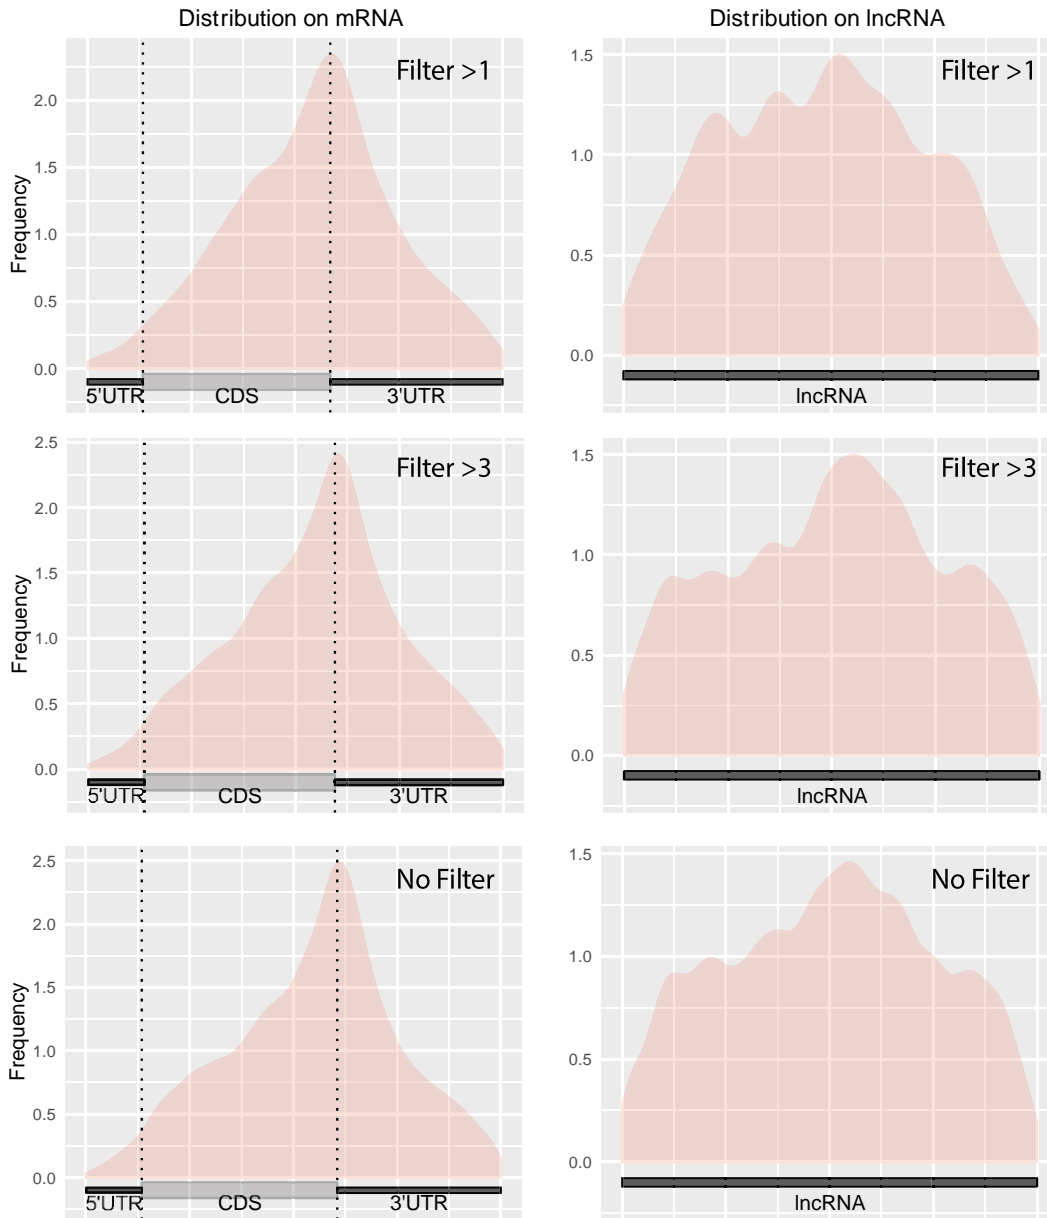 Distribution on mRNA
Distribution on lncRNA
Filter >1
2.0
1.5
1.0
0.5
0.0
Frequency
5'UTR
CDS
3'UTR
Filter >1
1.5
1.0
0.5
0.0
lncRNA
Filter >3
2.5
2.0
1.5
1.0
0.5
0.0
Frequency
5'UTR
CDS
3'UTR
Filter >3
1.5
1.0
0.5
0.0
lncRNA
No Filter
2.5
2.0
1.5
1.0
0.5
0.0
Frequency
5'UTR
CDS
3'UTR
No Filter
1.5
1.0
0.5
0.0
lncRNA